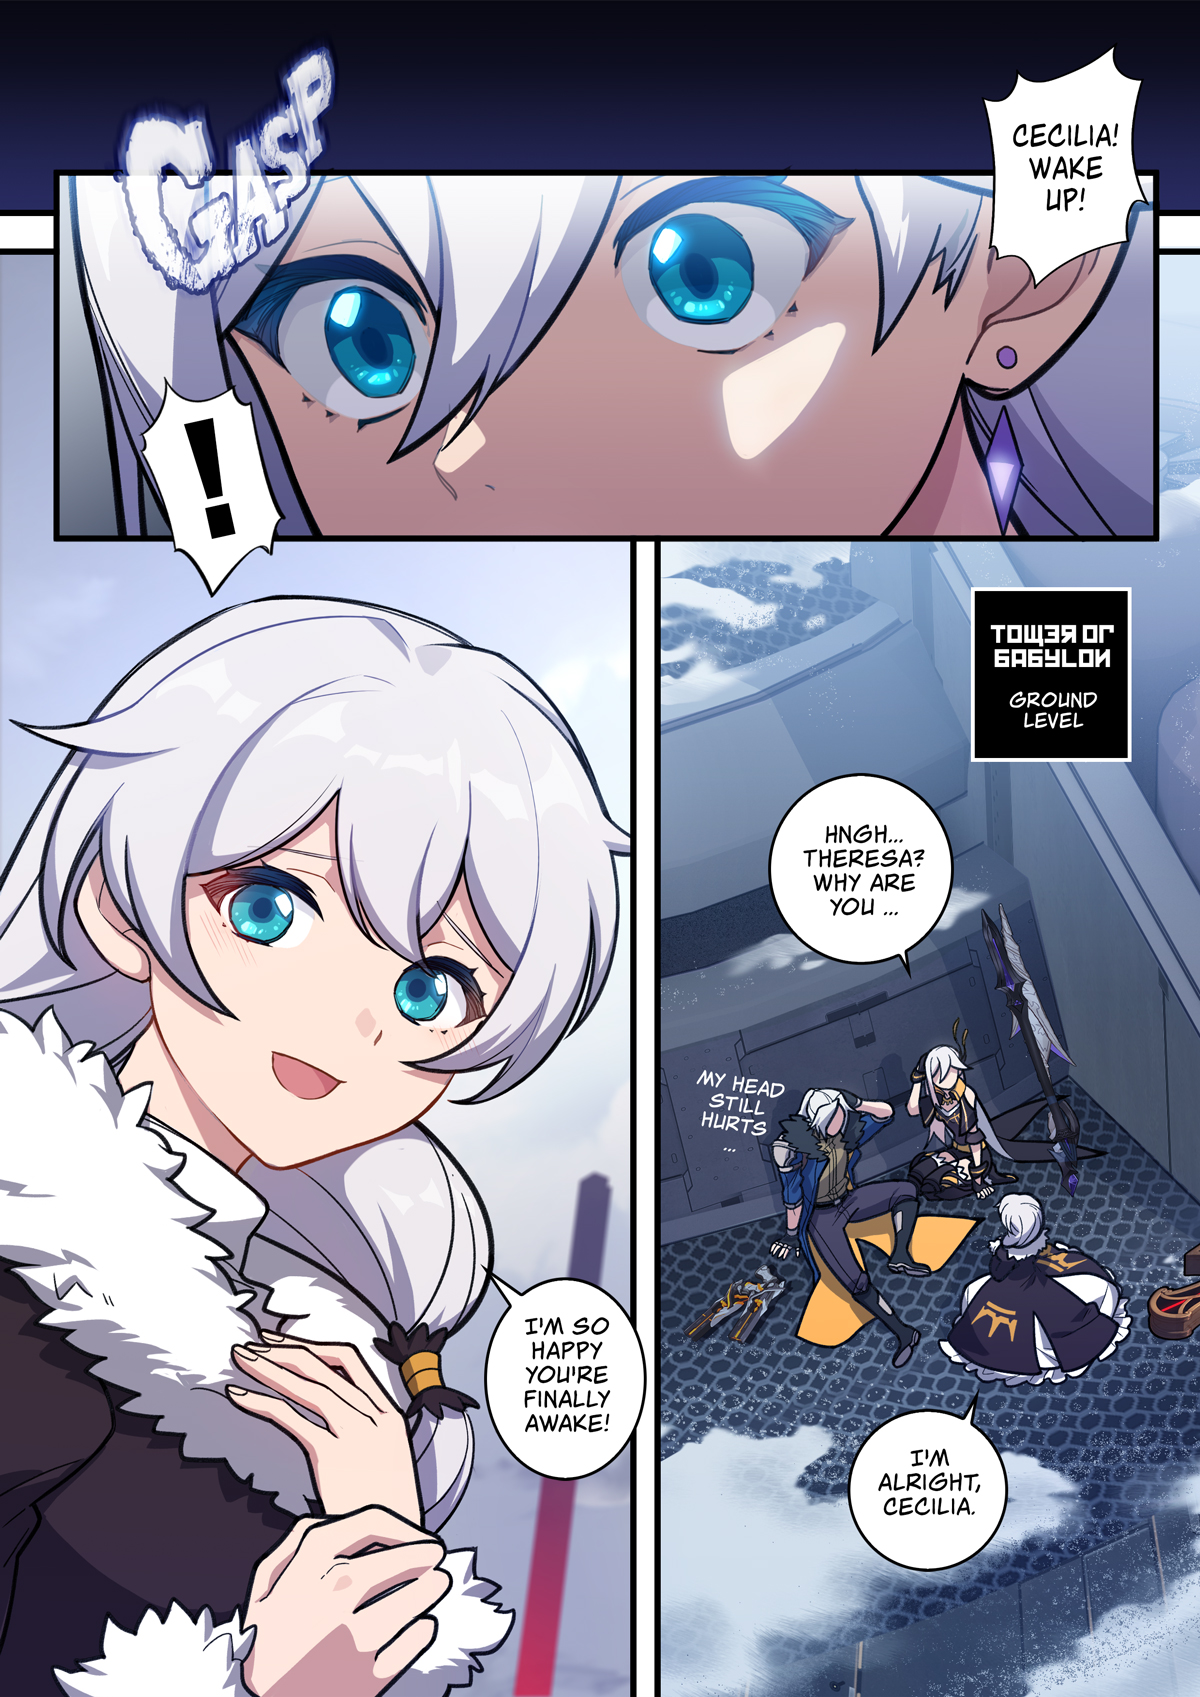 GASP
CECILIA!
WAKE
UP!
!
I'M SO
HAPPY
YOU'RE
FINALLY
AWAKE!
TOWER OF
BABYLON
GROUND
LEVEL
HNGH...
THERESA?
WHY ARE
YOU ...
MY HEAD
STILL
HURTS
...
I'M
ALRIGHT,
CECILIA.